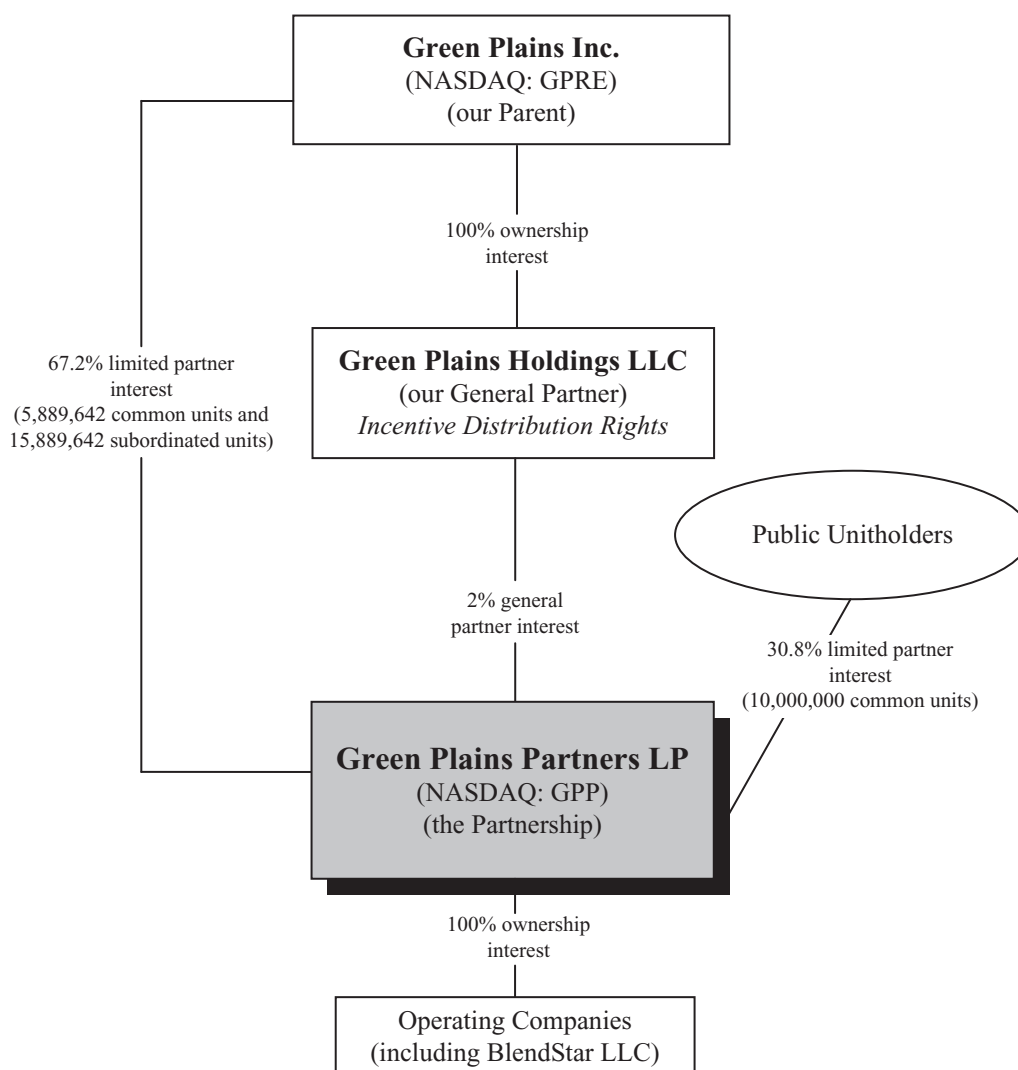 Green Plains Inc.
(NASDAQ: GPRE)
(our Parent)
100% ownership
interest
67.2% limited partner
interest
(5,889,642 common units and
15,889,642 subordinated units)
Green Plains Holdings LLC
(our General Partner)
Incentive Distribution Rights
Public Unitholders
2% general
partner interest
30.8% limited partner
interest
(10,000,000 common units)
Green Plains Partners LP
(NASDAQ: GPP)
(the Partnership)
100% ownership
interest
Operating Companies
(including BlendStar LLC)